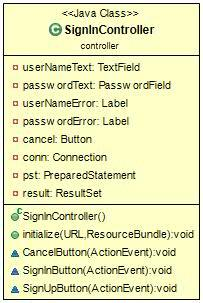 <<Java Class>>
SignInController
controller
userNameText: TextField
passwordText: PasswordField
userNameError: Label
passwordError: Label
cancel: Button
conn: Connection
pst: PreparedStatement
result: ResultSet
SignInController()
initialize(URL,ResourceBundle):void
CancelButton(ActionEvent):void
SignInButton(ActionEvent):void
SignUpButton(ActionEvent):void